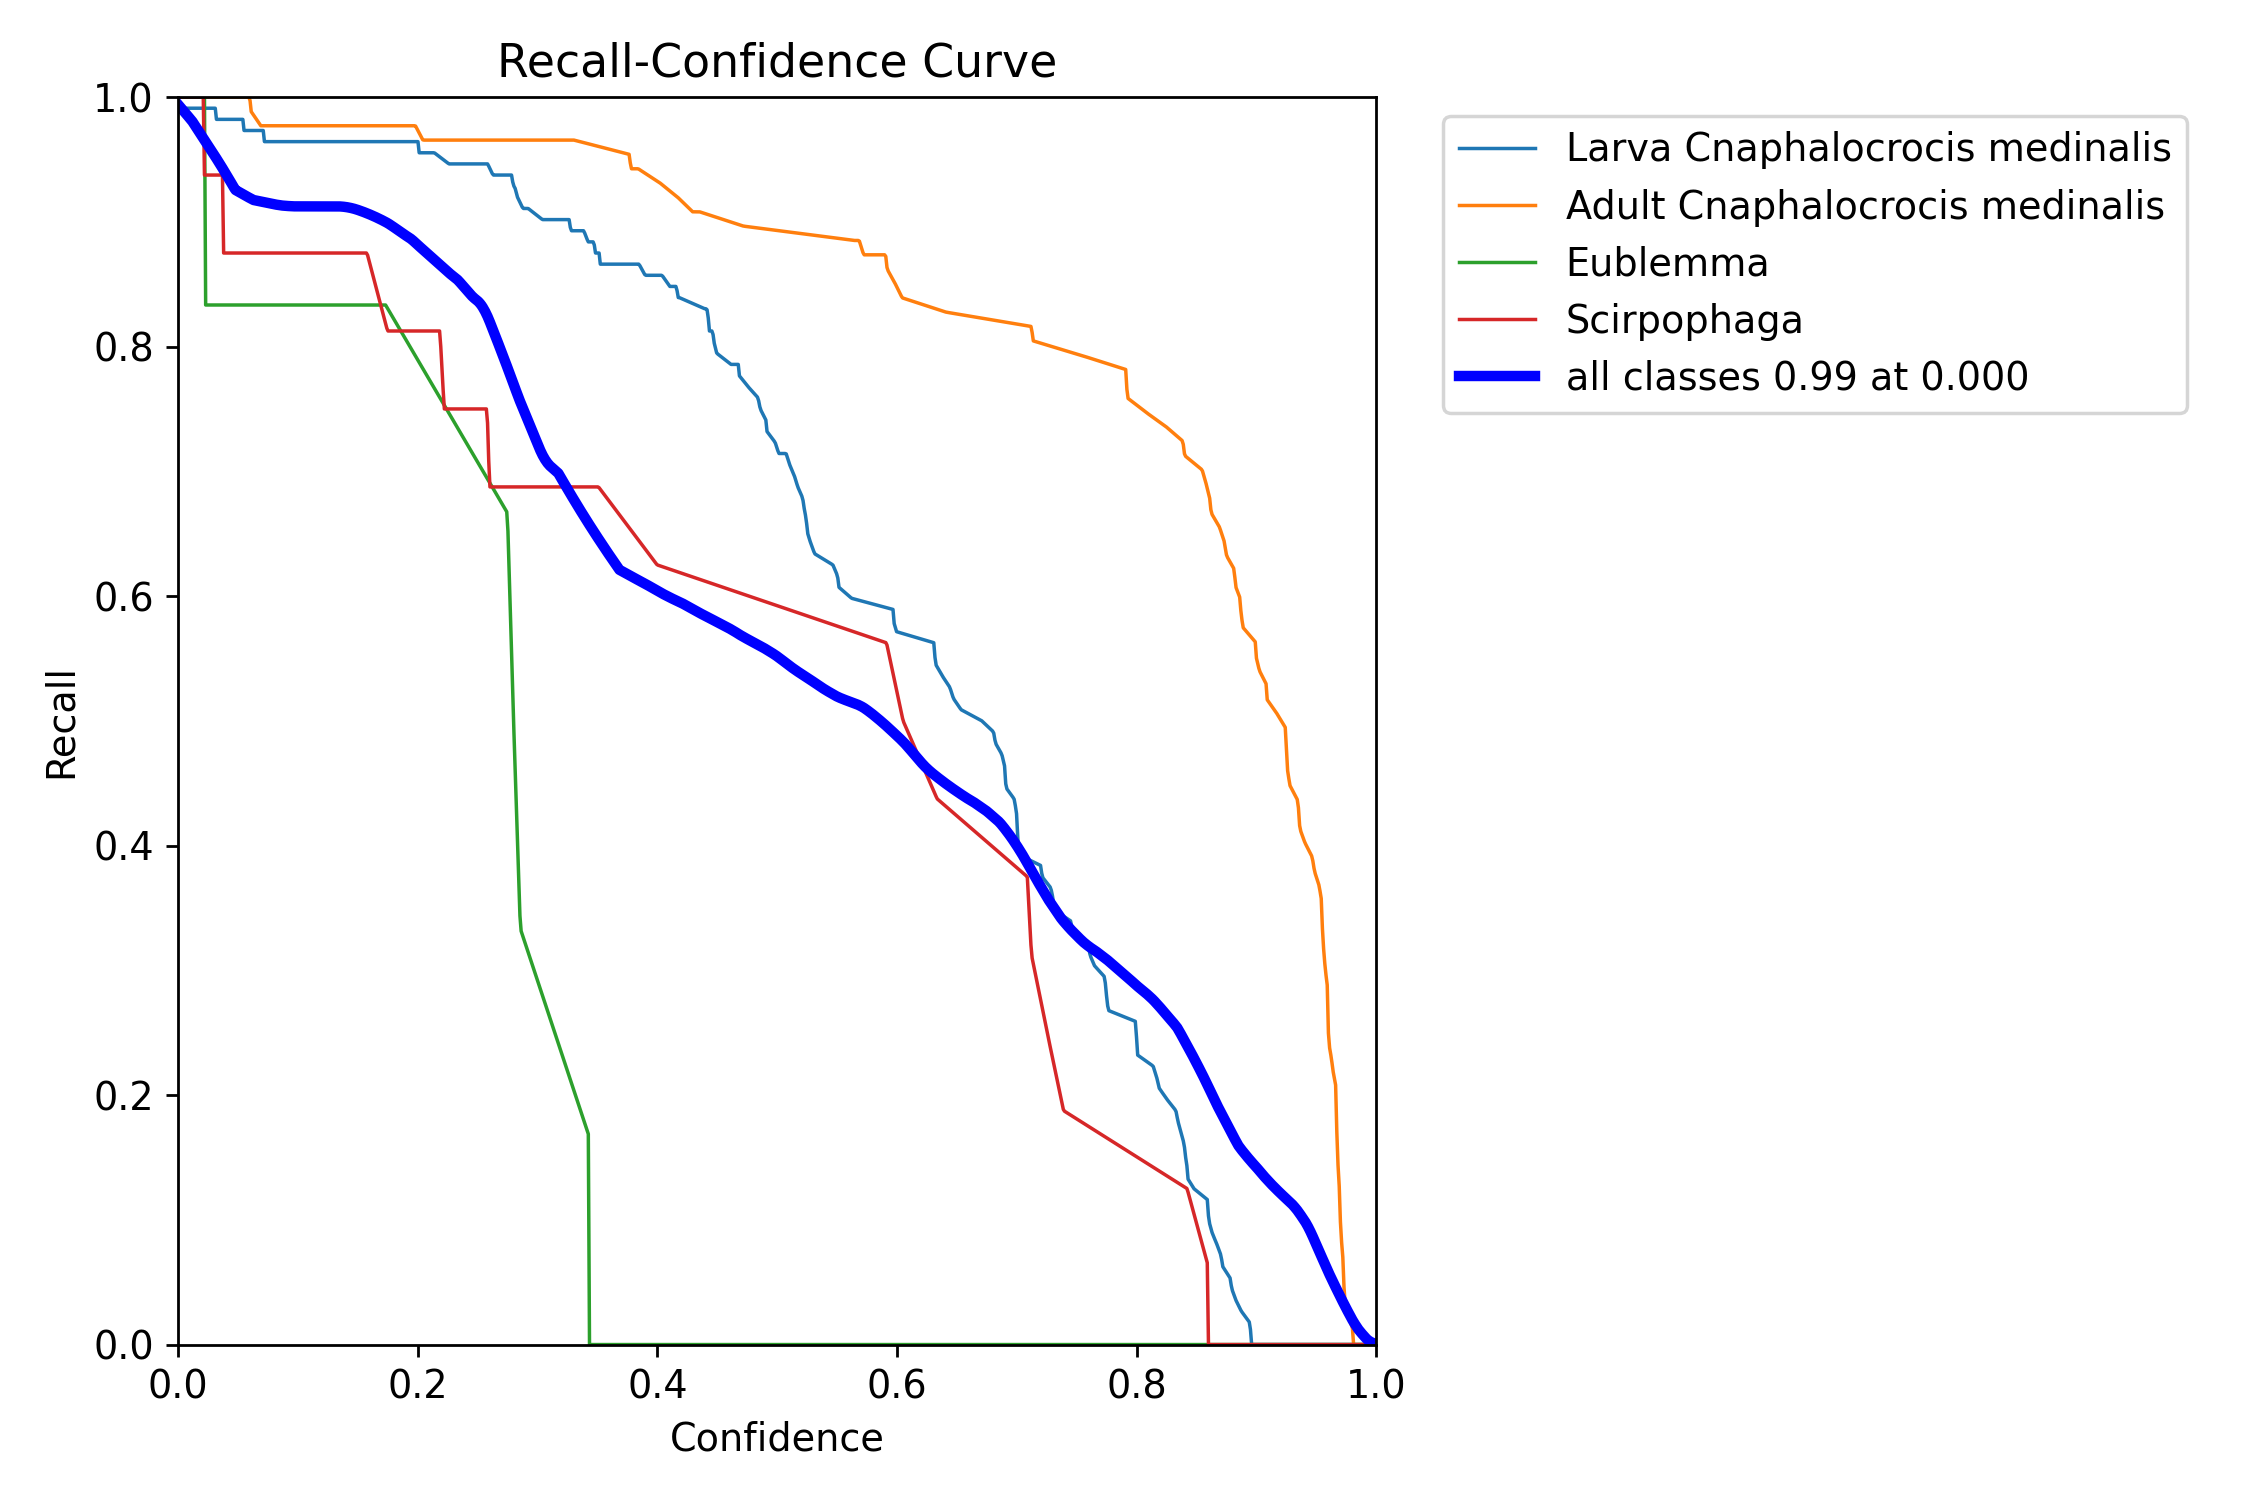 Recall-Confidence Curve
1.0
0.8
0.6
0.4
0.2
0.0
Recall
0.0 0.2 0.4 0.6 0.8 1.0
Confidence
Larva Cnaphalocrocis medinalis
Adult Cnaphalocrocis medinalis
Eublemma
Scirpophaga
all classes 0.99 at 0.000